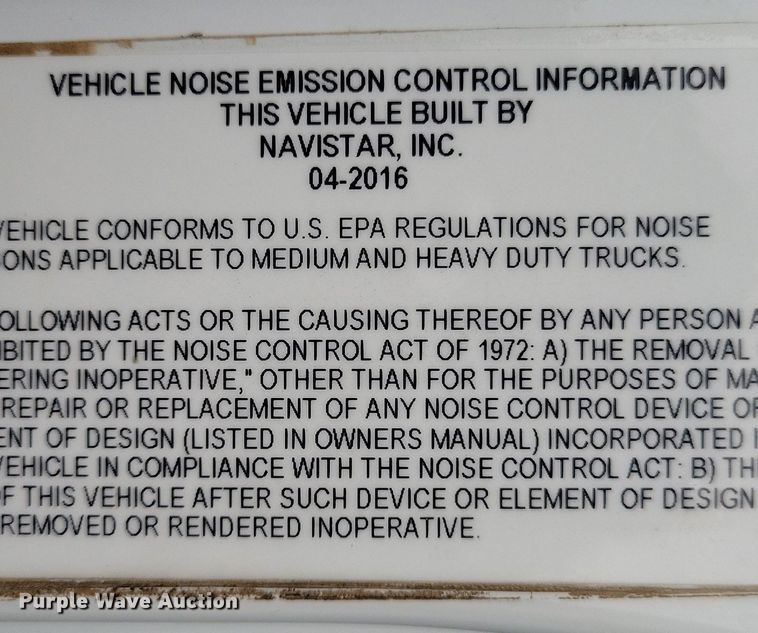 VEHICLE NOISE EMISSION CONTROL INFORMATION
THIS VEHICLE BUILT BY
NAVISTAR, INC.
04-2016
VEHICLE CONFORMS TO U.S. EPA REGULATIONS FOR NOISE
ONS APPLICABLE TO MEDIUM AND HEAVY DUTY TRUCKS.
OLLOWING ACTS OR THE CAUSING THEREOF BY ANY PERSON A
IBITED BY THE NOISE CONTROL ACT OF 1972: A) THE REMOVAL
ERING INOPERATIVE," OTHER THAN FOR THE PURPOSES OF MA
REPAIR OR REPLACEMENT OF ANY NOISE CONTROL DEVICE OR
ENT OF DESIGN (LISTED IN OWNERS MANUAL) INCORPORATED I
VEHICLE IN COMPLIANCE WITH THE NOISE CONTROL ACT: B) TH
OF THIS VEHICLE AFTER SUCH DEVICE OR ELEMENT OF DESIGN
REMOVED OR RENDERED INOPERATIVE.
Purple Wave Auction